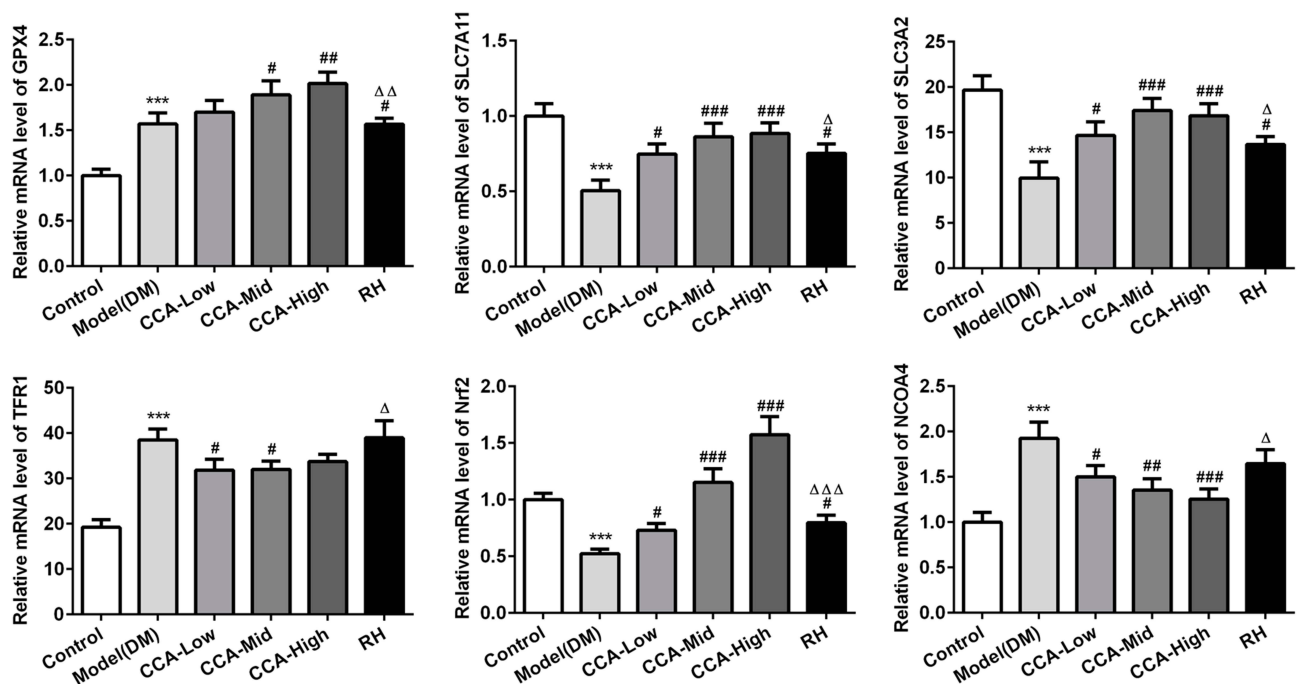 Relative mRNA level of GPX4
2.5
2.0
1.5
1.0
0.5
0.0
***
#
##
Δ Δ
#
Control
Model(DM)
CCA-Low
CCA-Mid
CCA-High
RH
Relative mRNA level of SLC7A11
1.5
1.0
0.5
0.0
***
#
###
###
Δ
#
Control
Model(DM)
CCA-Low
CCA-Mid
CCA-High
RH
Relative mRNA level of SLC3A2
25
20
15
10
5
0
***
#
###
###
Δ
#
Control
Model(DM)
CCA-Low
CCA-Mid
CCA-High
RH
Relative mRNA level of TFR1
50
40
30
20
10
0
***
#
#
Δ
Control
Model(DM)
CCA-Low
CCA-Mid
CCA-High
RH
Relative mRNA level of Nrf2
2.0
1.5
1.0
0.5
0.0
***
#
###
###
Δ Δ Δ
#
Control
Model(DM)
CCA-Low
CCA-Mid
CCA-High
RH
Relative mRNA level of NCOA4
2.5
2.0
1.5
1.0
0.5
0.0
***
#
##
###
Δ
Control
Model(DM)
CCA-Low
CCA-Mid
CCA-High
RH